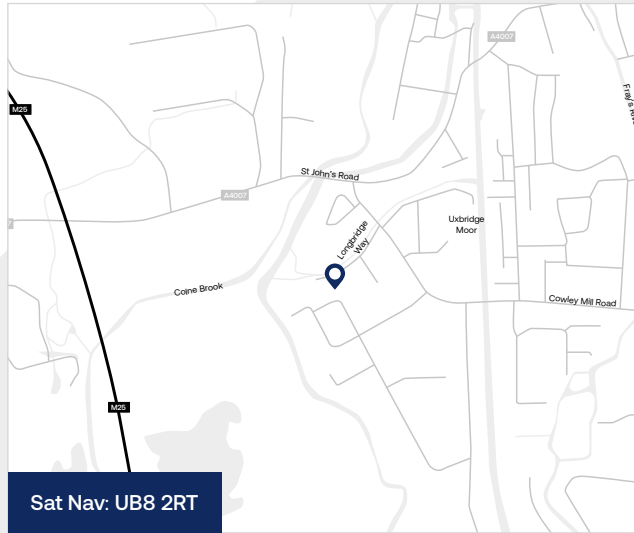 A4007
M25
Fray's
St John's Road
A4007
Longbridge
Way
Uxbridge
Moor
Colne Brook
Cowley Mill Road
M25
Sat Nav: UB8 2RT